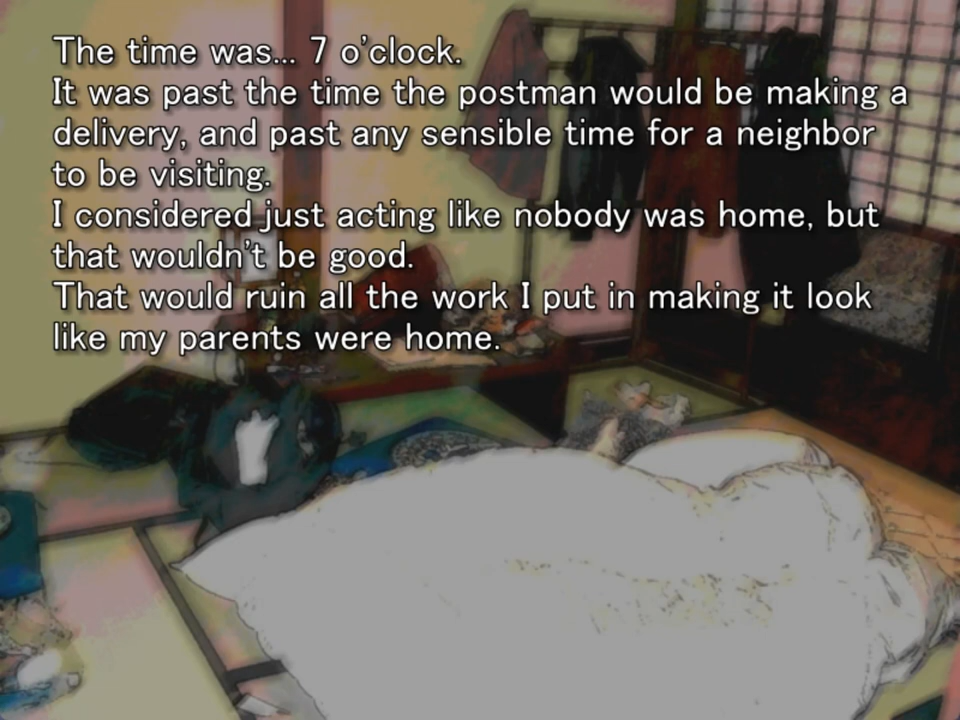 The time was... 7 o'clock.
It was past the time the postman would be making a
delivery, and past any sensible time for a neighbor
to be visiting.
I considered just acting like nobody was home, but
that wouldn't be good.
That would ruin all the work I put in making it look
like my parents were home.